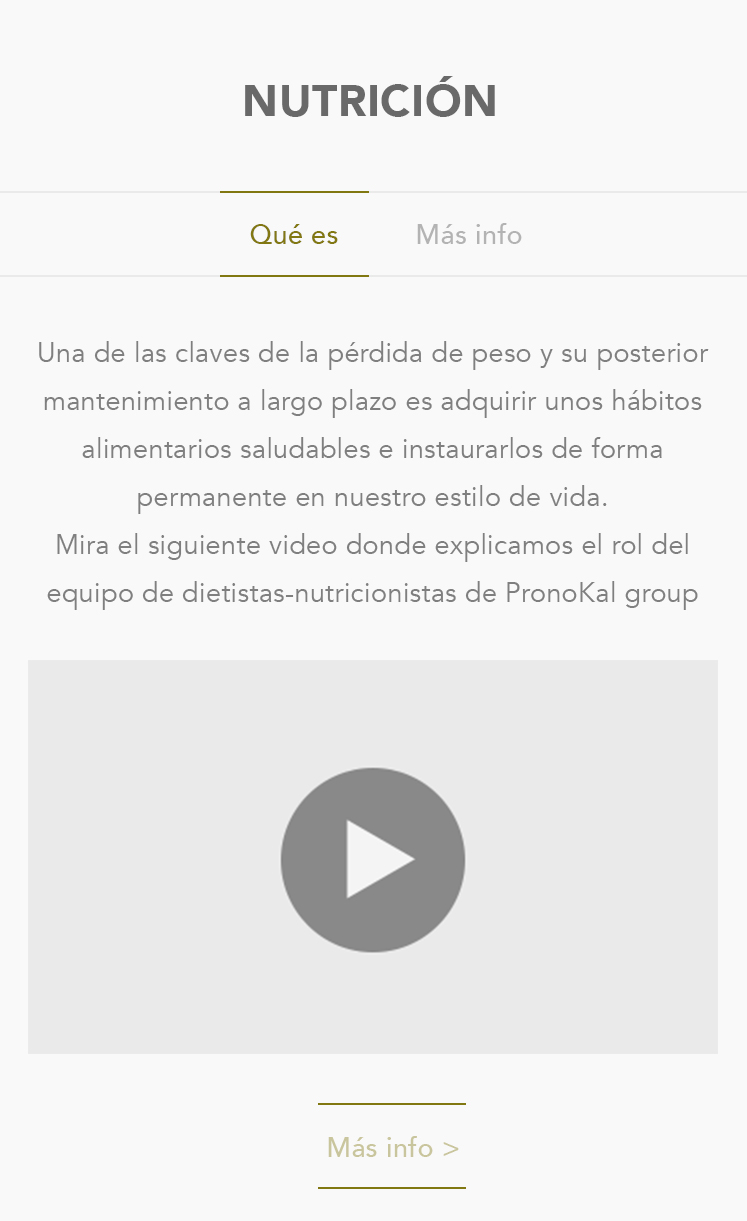 NUTRICIÓN
Qué es
Más info
Una de las claves de la pérdida de peso y su posterior
mantenimiento a largo plazo es adquirir unos hábitos
alimentarios saludables e instaurarlos de forma
permanente en nuestro estilo de vida.
Mira el siguiente video donde explicamos el rol del
equipo de dietistas-nutricionistas de PronoKal group
Más info >